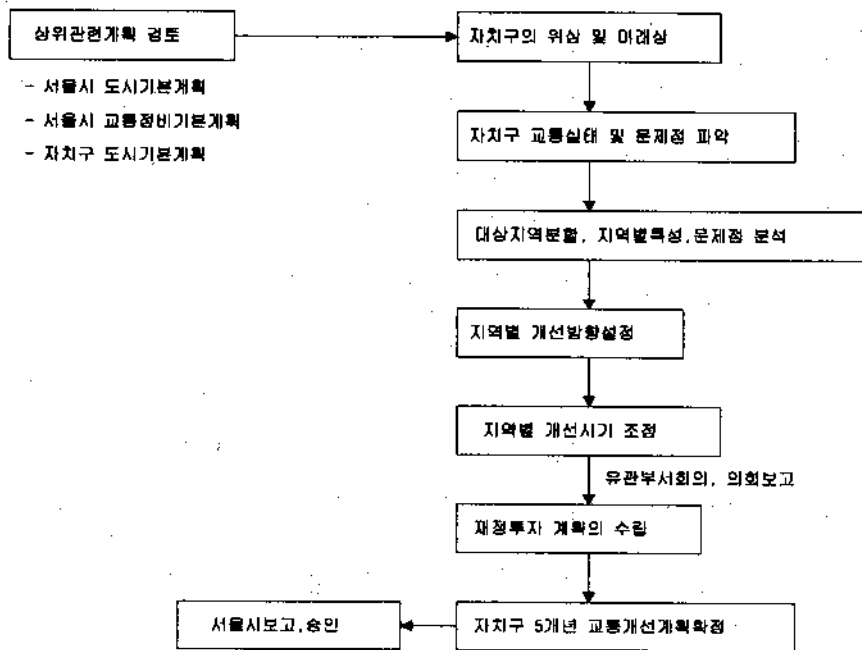 상위관련계획 검토
- 서울시 도시기본계획
- 서울시 교통정비기본계획
- 자치구 도시기본계획
자치구의 위상 및 미래상
자치구 교통실태 및 문제점 파악
대상지역분할, 지역별특성,문제점 분석
지역별 개선방향설정
지역별 개선시기 조정
유관부서회의, 의회보고
재정투자 계획의 수립
자치구 5개년 교통개선계획확정
서울시보고,승인